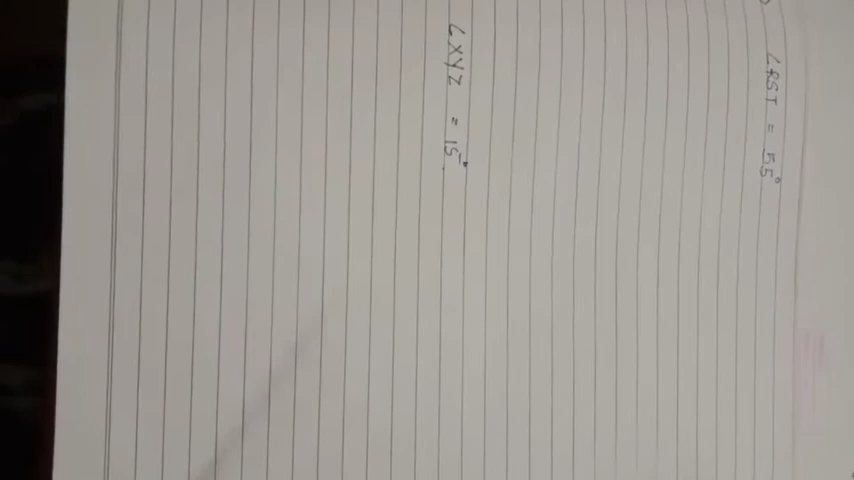 ∠RST = 55°
∠XYZ = 15°